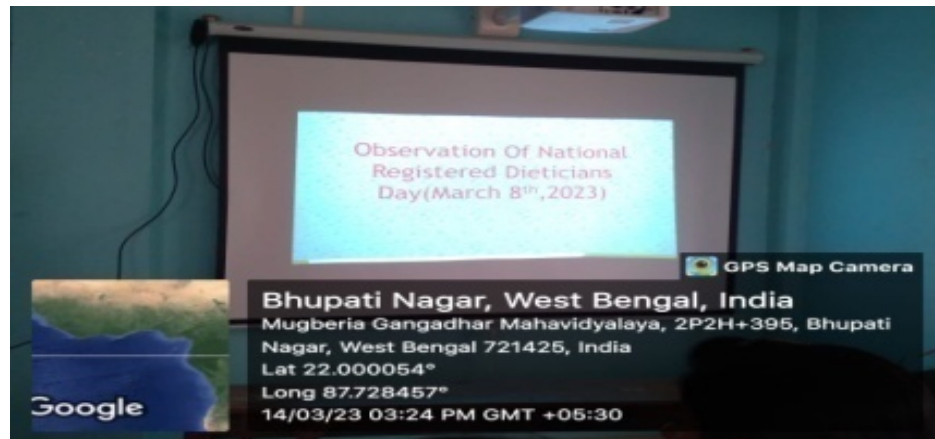 Observation Of National
Registered Dieticians
Day(March 8th,2023)
GPS Map Camera
Bhupati Nagar, West Bengal, India
Mugberia Gangadhar Mahavidyalaya, 2P2H+395, Bhupati
Nagar, West Bengal 721425, India
Lat 22.000054°
Long 87.728457°
14/03/23 03:24 PM GMT +05:30
Google